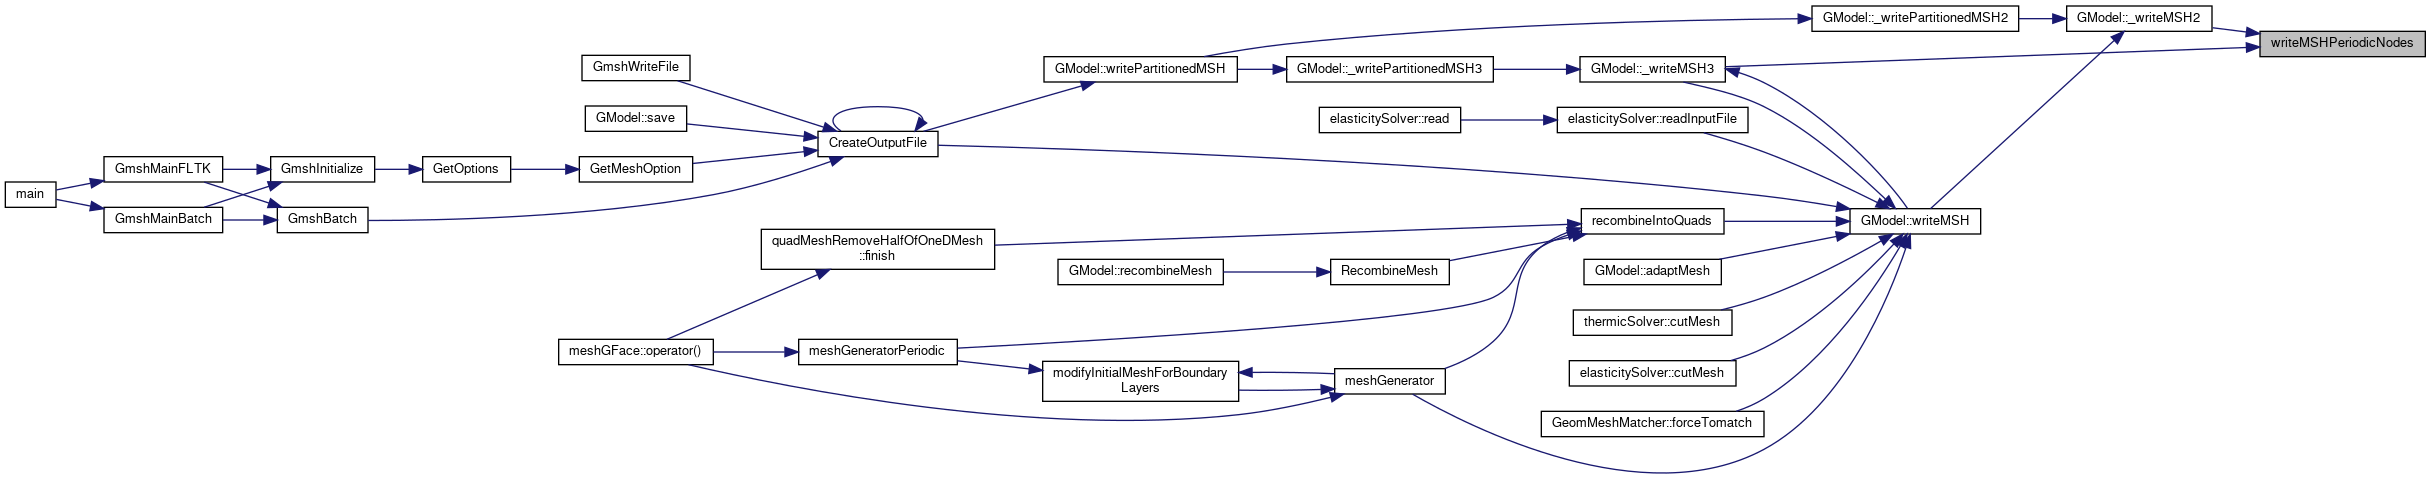 GModel::_writePartitionedMSH2
GModel::_writeMSH2
writeMSHPeriodicNodes
GmshWriteFile
GModel::writePartitionedMSH
GModel::_writePartitionedMSH3
GModel::_writeMSH3
GModel::save
elasticitySolver::read
elasticitySolver::readInputFile
CreateOutputFile
GmshMainFLTK
GmshInitialize
GetOptions
GetMeshOption
main
GmshMainBatch
GmshBatch
recombineIntoQuads
GModel::writeMSH
quadMeshRemoveHalfOfOneDMesh
::finish
GModel::recombineMesh
RecombineMesh
GModel::adaptMesh
thermicSolver::cutMesh
meshGFace::operator()
meshGeneratorPeriodic
modifyInitialMeshForBoundary
Layers
meshGenerator
elasticitySolver::cutMesh
GeomMeshMatcher::forceTomatch